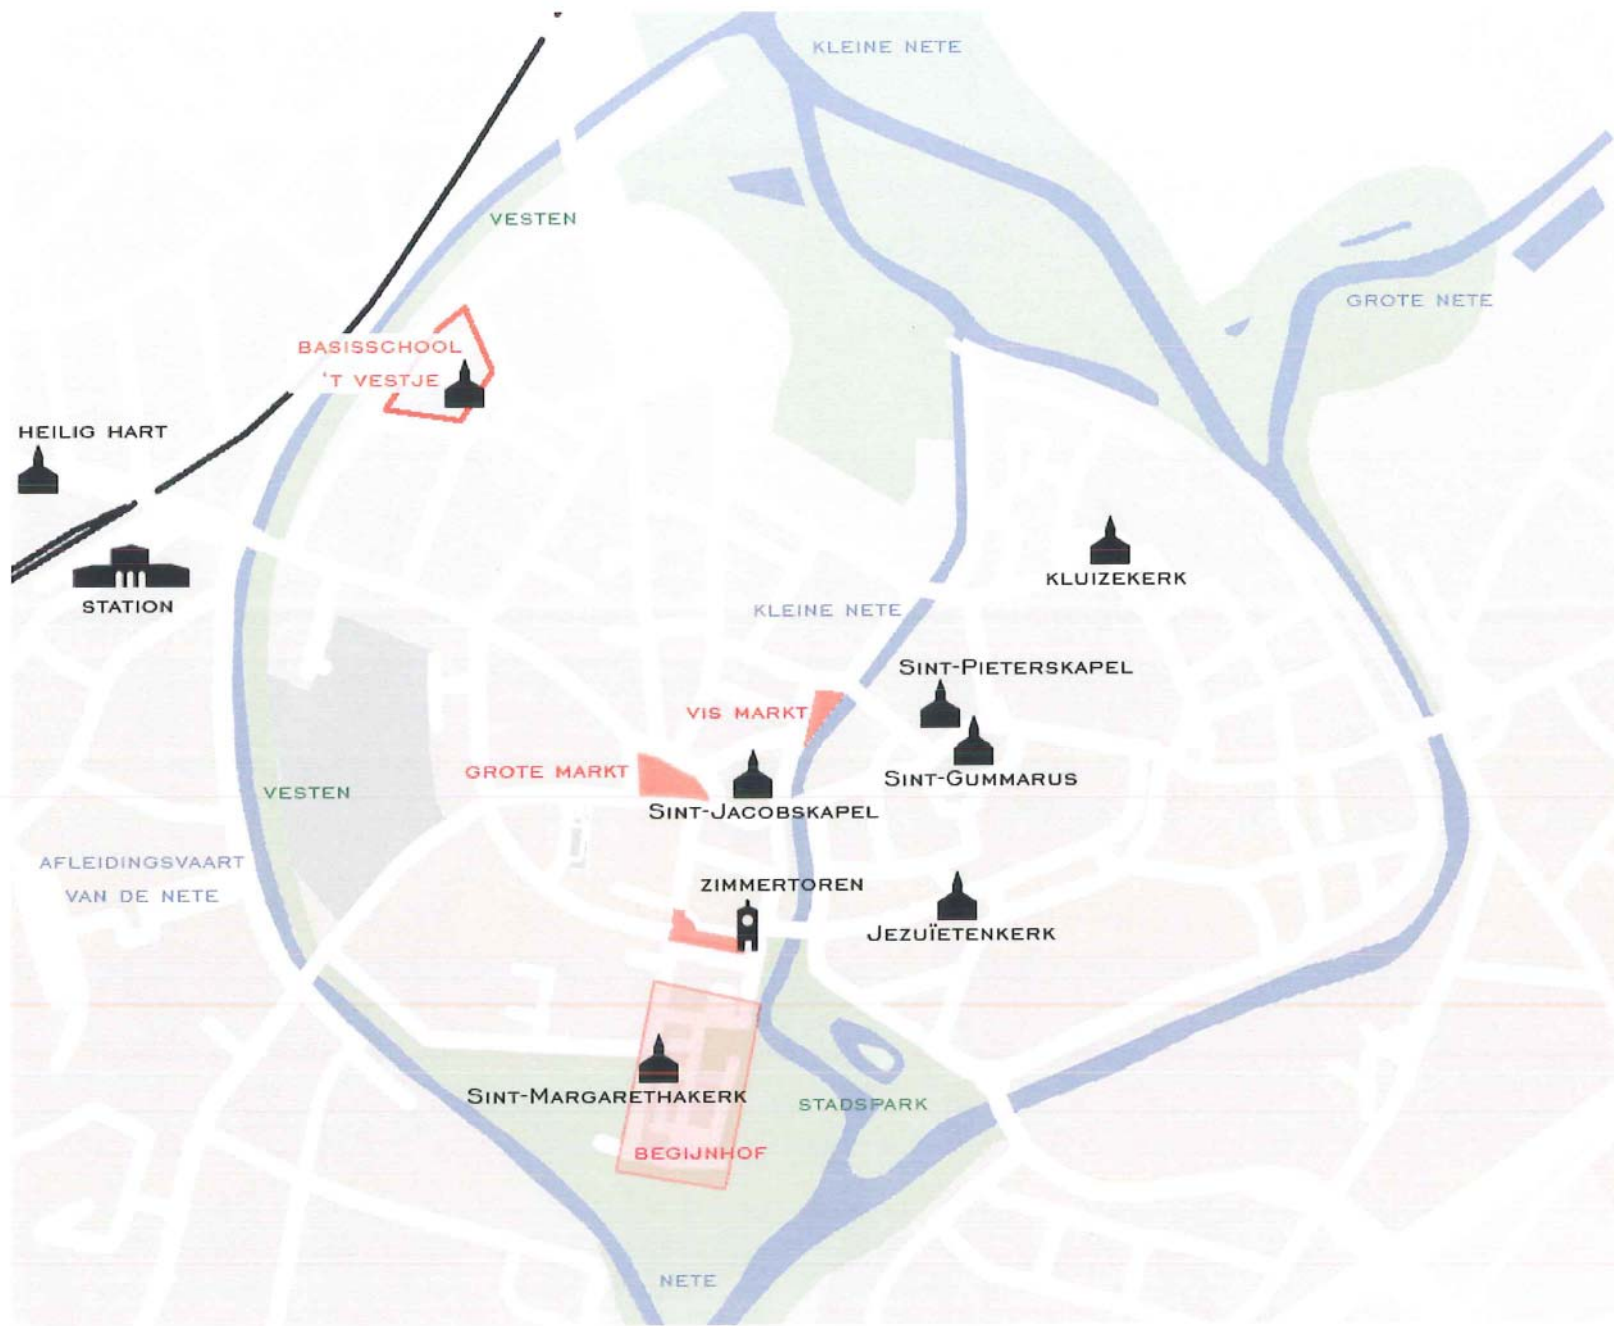 KLEINE NETE
VESTEN
GROTE NETE
BASISSCHOOL
'T VESTJE
HEILIG HART
STATION
KLUIZEKERK
KLEINE NETE
SINT-PIETERSKAPEL
VIS MARKT
GROTE MARKT
SINT-GUMMARUS
VESTEN
SINT-JACOBSKAPEL
AFLEIDINGSVAART
VAN DE NETE
ZIMMERTOREN
JEZUÏETENKERK
SINT-MARGARETHAKERK
STADSPARK
BEGIJNHOF
NETE